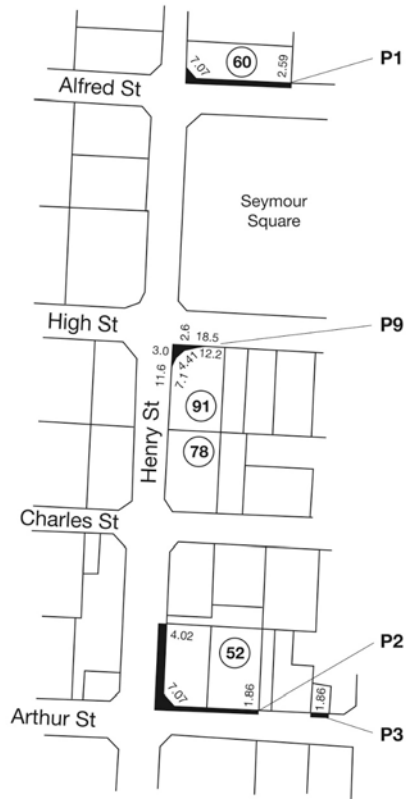 60
P1
7.07
2.59
Alfred St
Seymour
Square
High St
P9
2.6
18.5
3.0
12.2
4.41
7.1
11.6
91
Henry St
78
Charles St
4.02
52
P2
7.07
1.86
1.86
Arthur St
P3